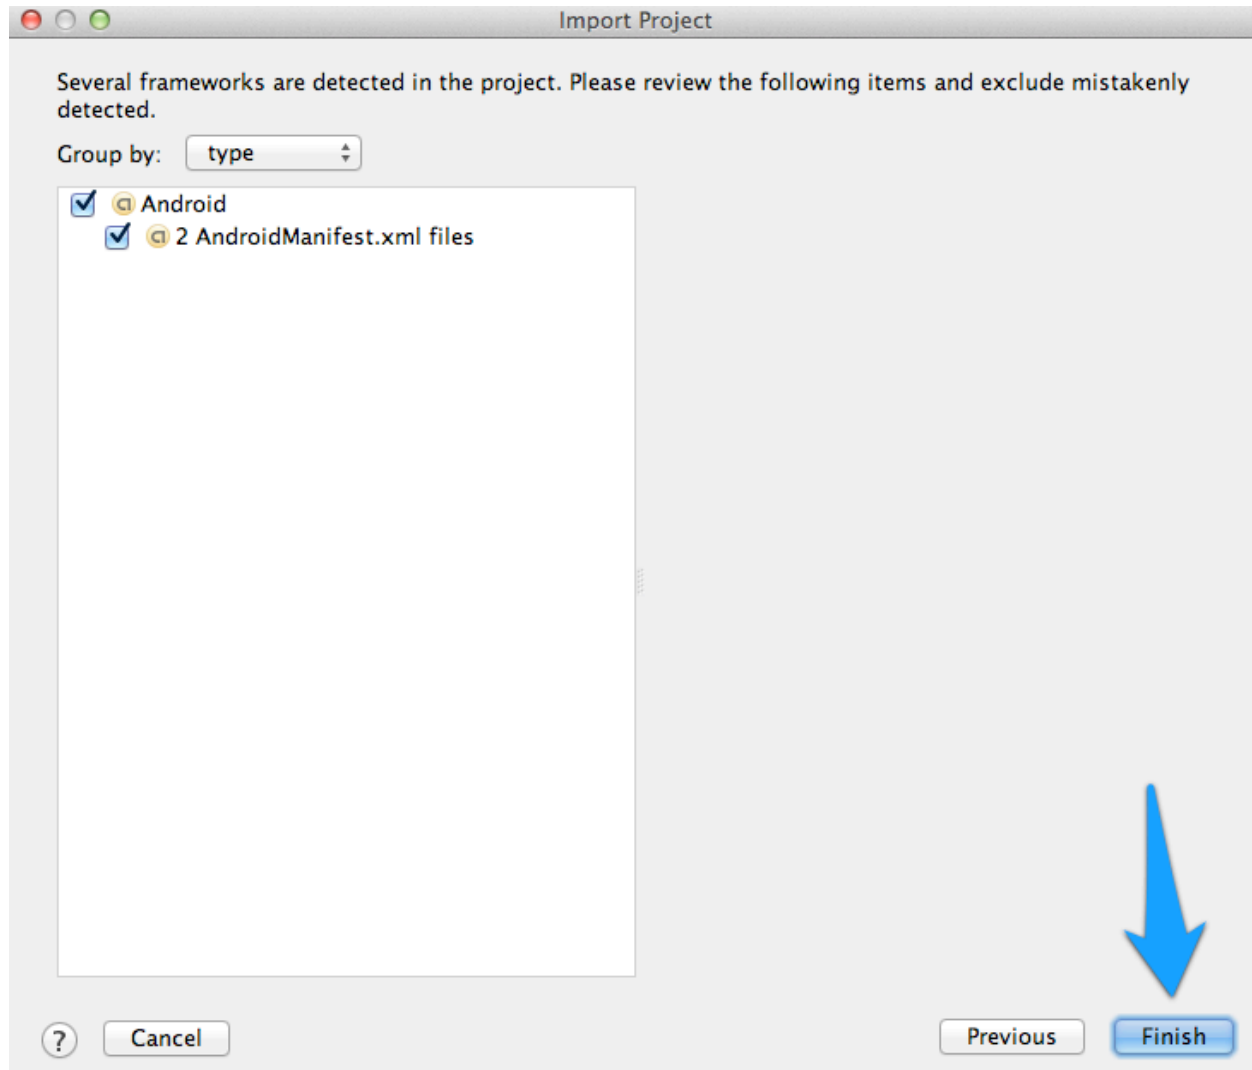 Import Project
Several frameworks are detected in the project. Please review the following items and exclude mistakenly
detected.
Group by: type
Android
2 AndroidManifest.xml files
? Cancel Previous Finish